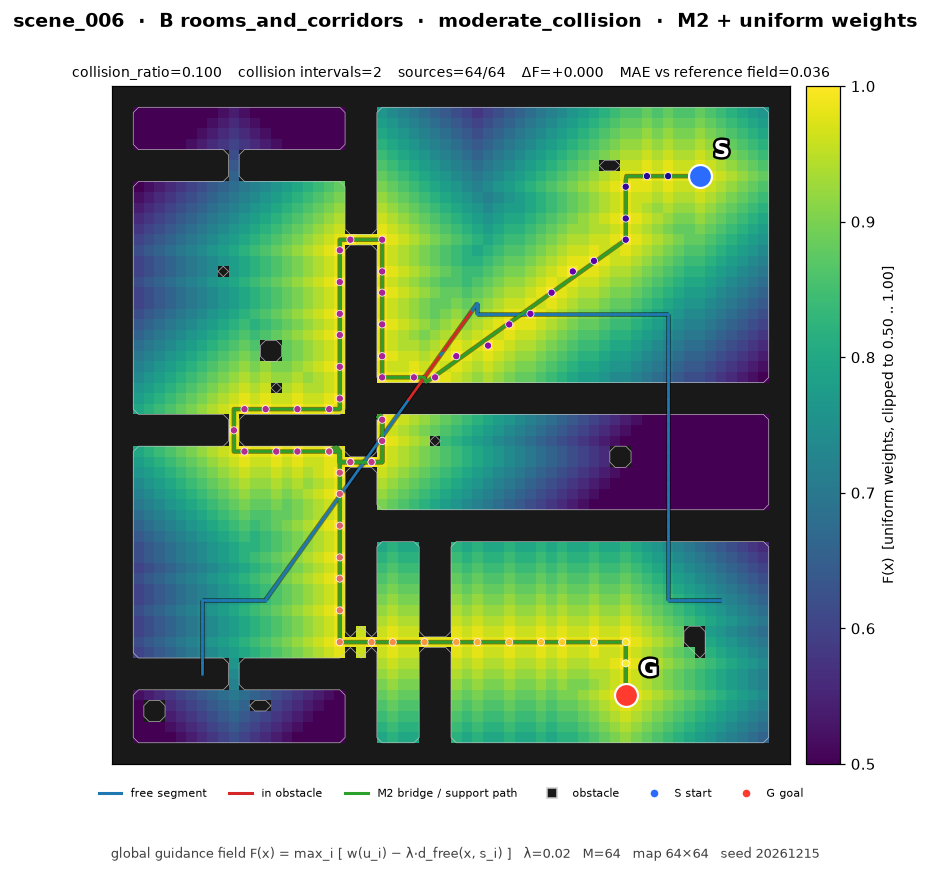 scene_006 · B rooms_and_corridors · moderate_collision · M2 + uniform weights
collision_ratio=0.100 collision intervals=2 sources=64/64 ΔF=+0.000 MAE vs reference field=0.036
S
G
1.0
0.9
0.8
0.7
0.6
0.5
F(x) [uniform weights, clipped to 0.50 .. 1.00]
free segment
in obstacle
M2 bridge / support path
obstacle
S start
G goal
global guidance field F(x) = max_i [ w(u_i) − λ·d_free(x, s_i) ] λ=0.02 M=64 map 64×64 seed 20261215